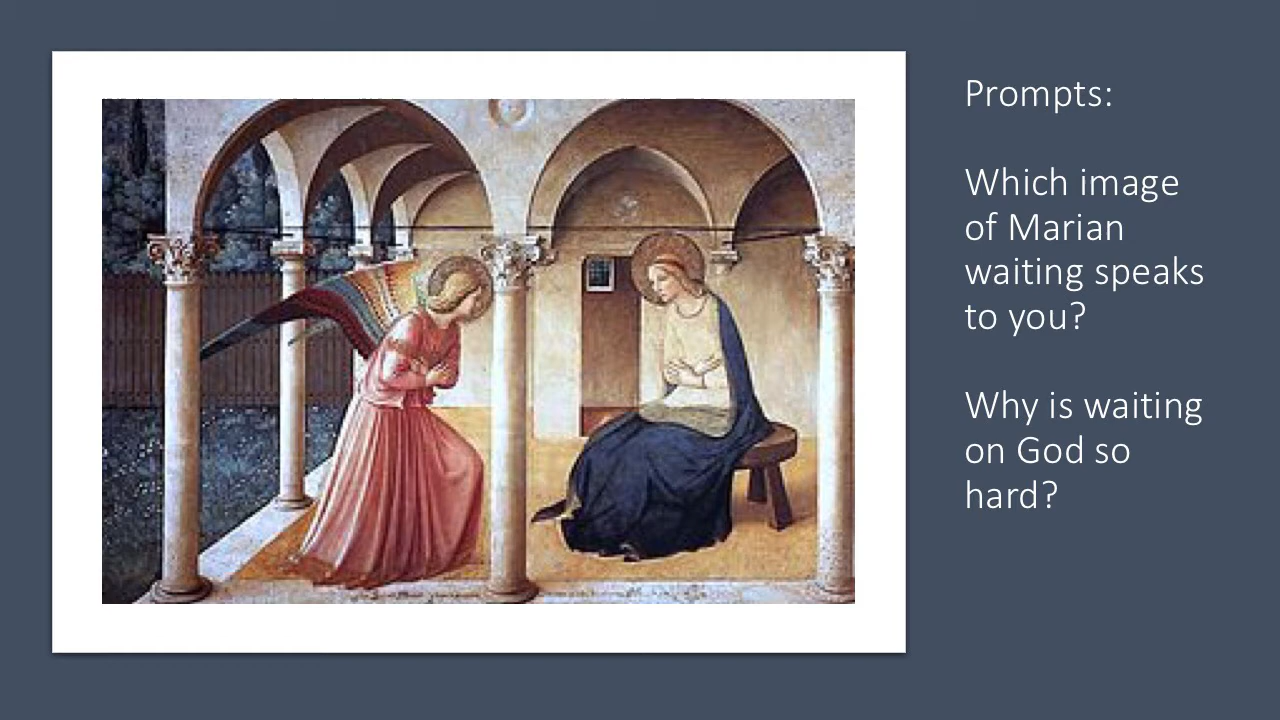 Prompts:
Which image
of Marian
waiting speaks
to you?
Why is waiting
on God so
hard?